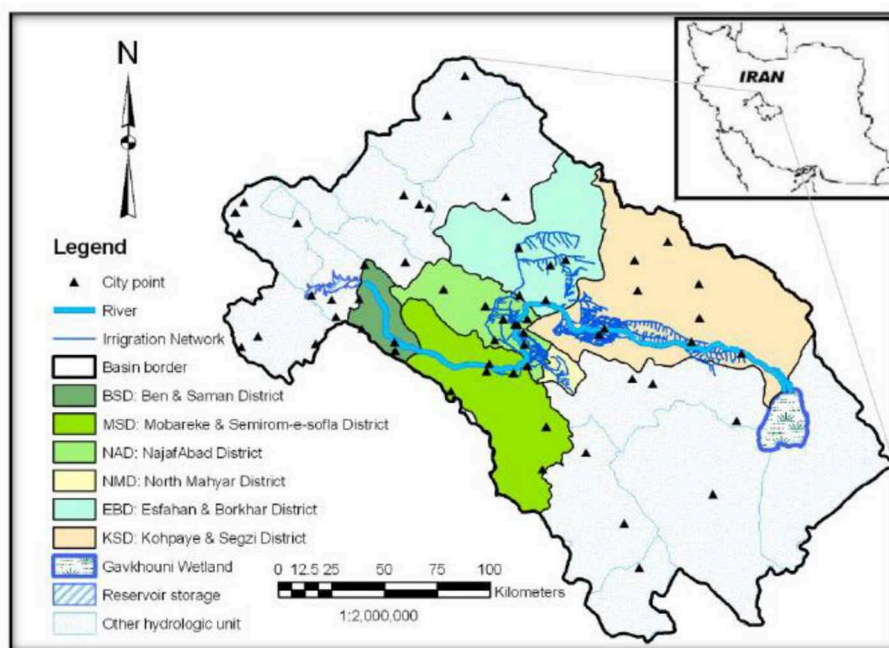 N
IRAN
Legend
City point
River
Irrigration Network
Basin border
BSD: Ben & Saman District
MSD: Mobareke & Semirom-e-sofla District
NAD: NajafAbad District
NMD: North Mahyar District
EBD: Esfahan & Borkhar District
KSD: Kohpaye & Segzi District
Gavkhouni Wetland
Reservoir storage
Other hydrologic unit
0 12.5 25 50 75 100
Kilometers
1:2,000,000